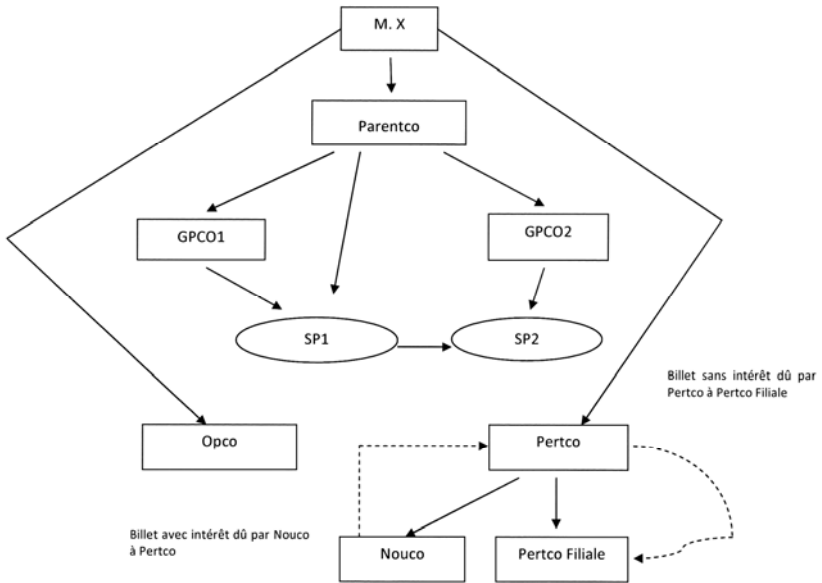 M. X
Parentco
GPCO1
GPCO2
SP1
SP2
Billet sans intérêt dû par
Pertco à Pertco Filiale
Opco
Pertco
Billet avec intérêt dû par Nouco
à Pertco
Nouco
Pertco Filiale